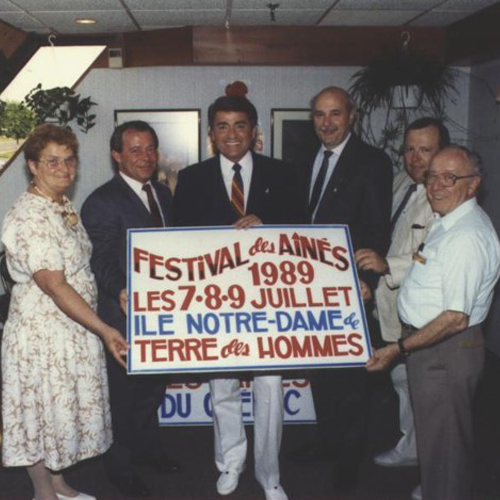 FESTIVAL des AÎNÉS
1989
LES 7·8·9 JUILLET
ILE NOTRE-DAME de
TERRE des HOMMES
DU QUÉBEC